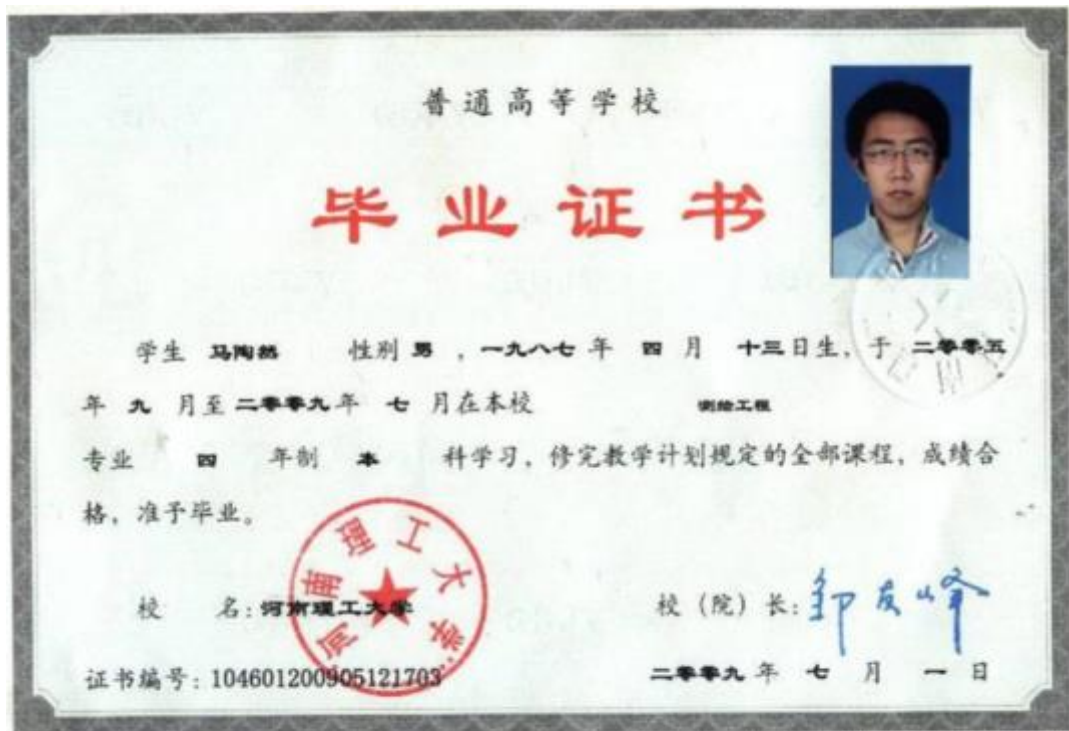 普通高等学校
毕业证书
学生 马陶然 性别 男 ，一九八七 年 四 月 十三 日生，于 二零零五
年 九 月至 二零零九 年 七 月在本校 测绘工程
专业 四 年制 本 科学习，修完教学计划规定的全部课程，成绩合
格，准予毕业。
河南理工大学
校 名：河南理工大学 校（院）长：邹友峰
证书编号：104601200905121703 二零零九 年 七 月 一 日